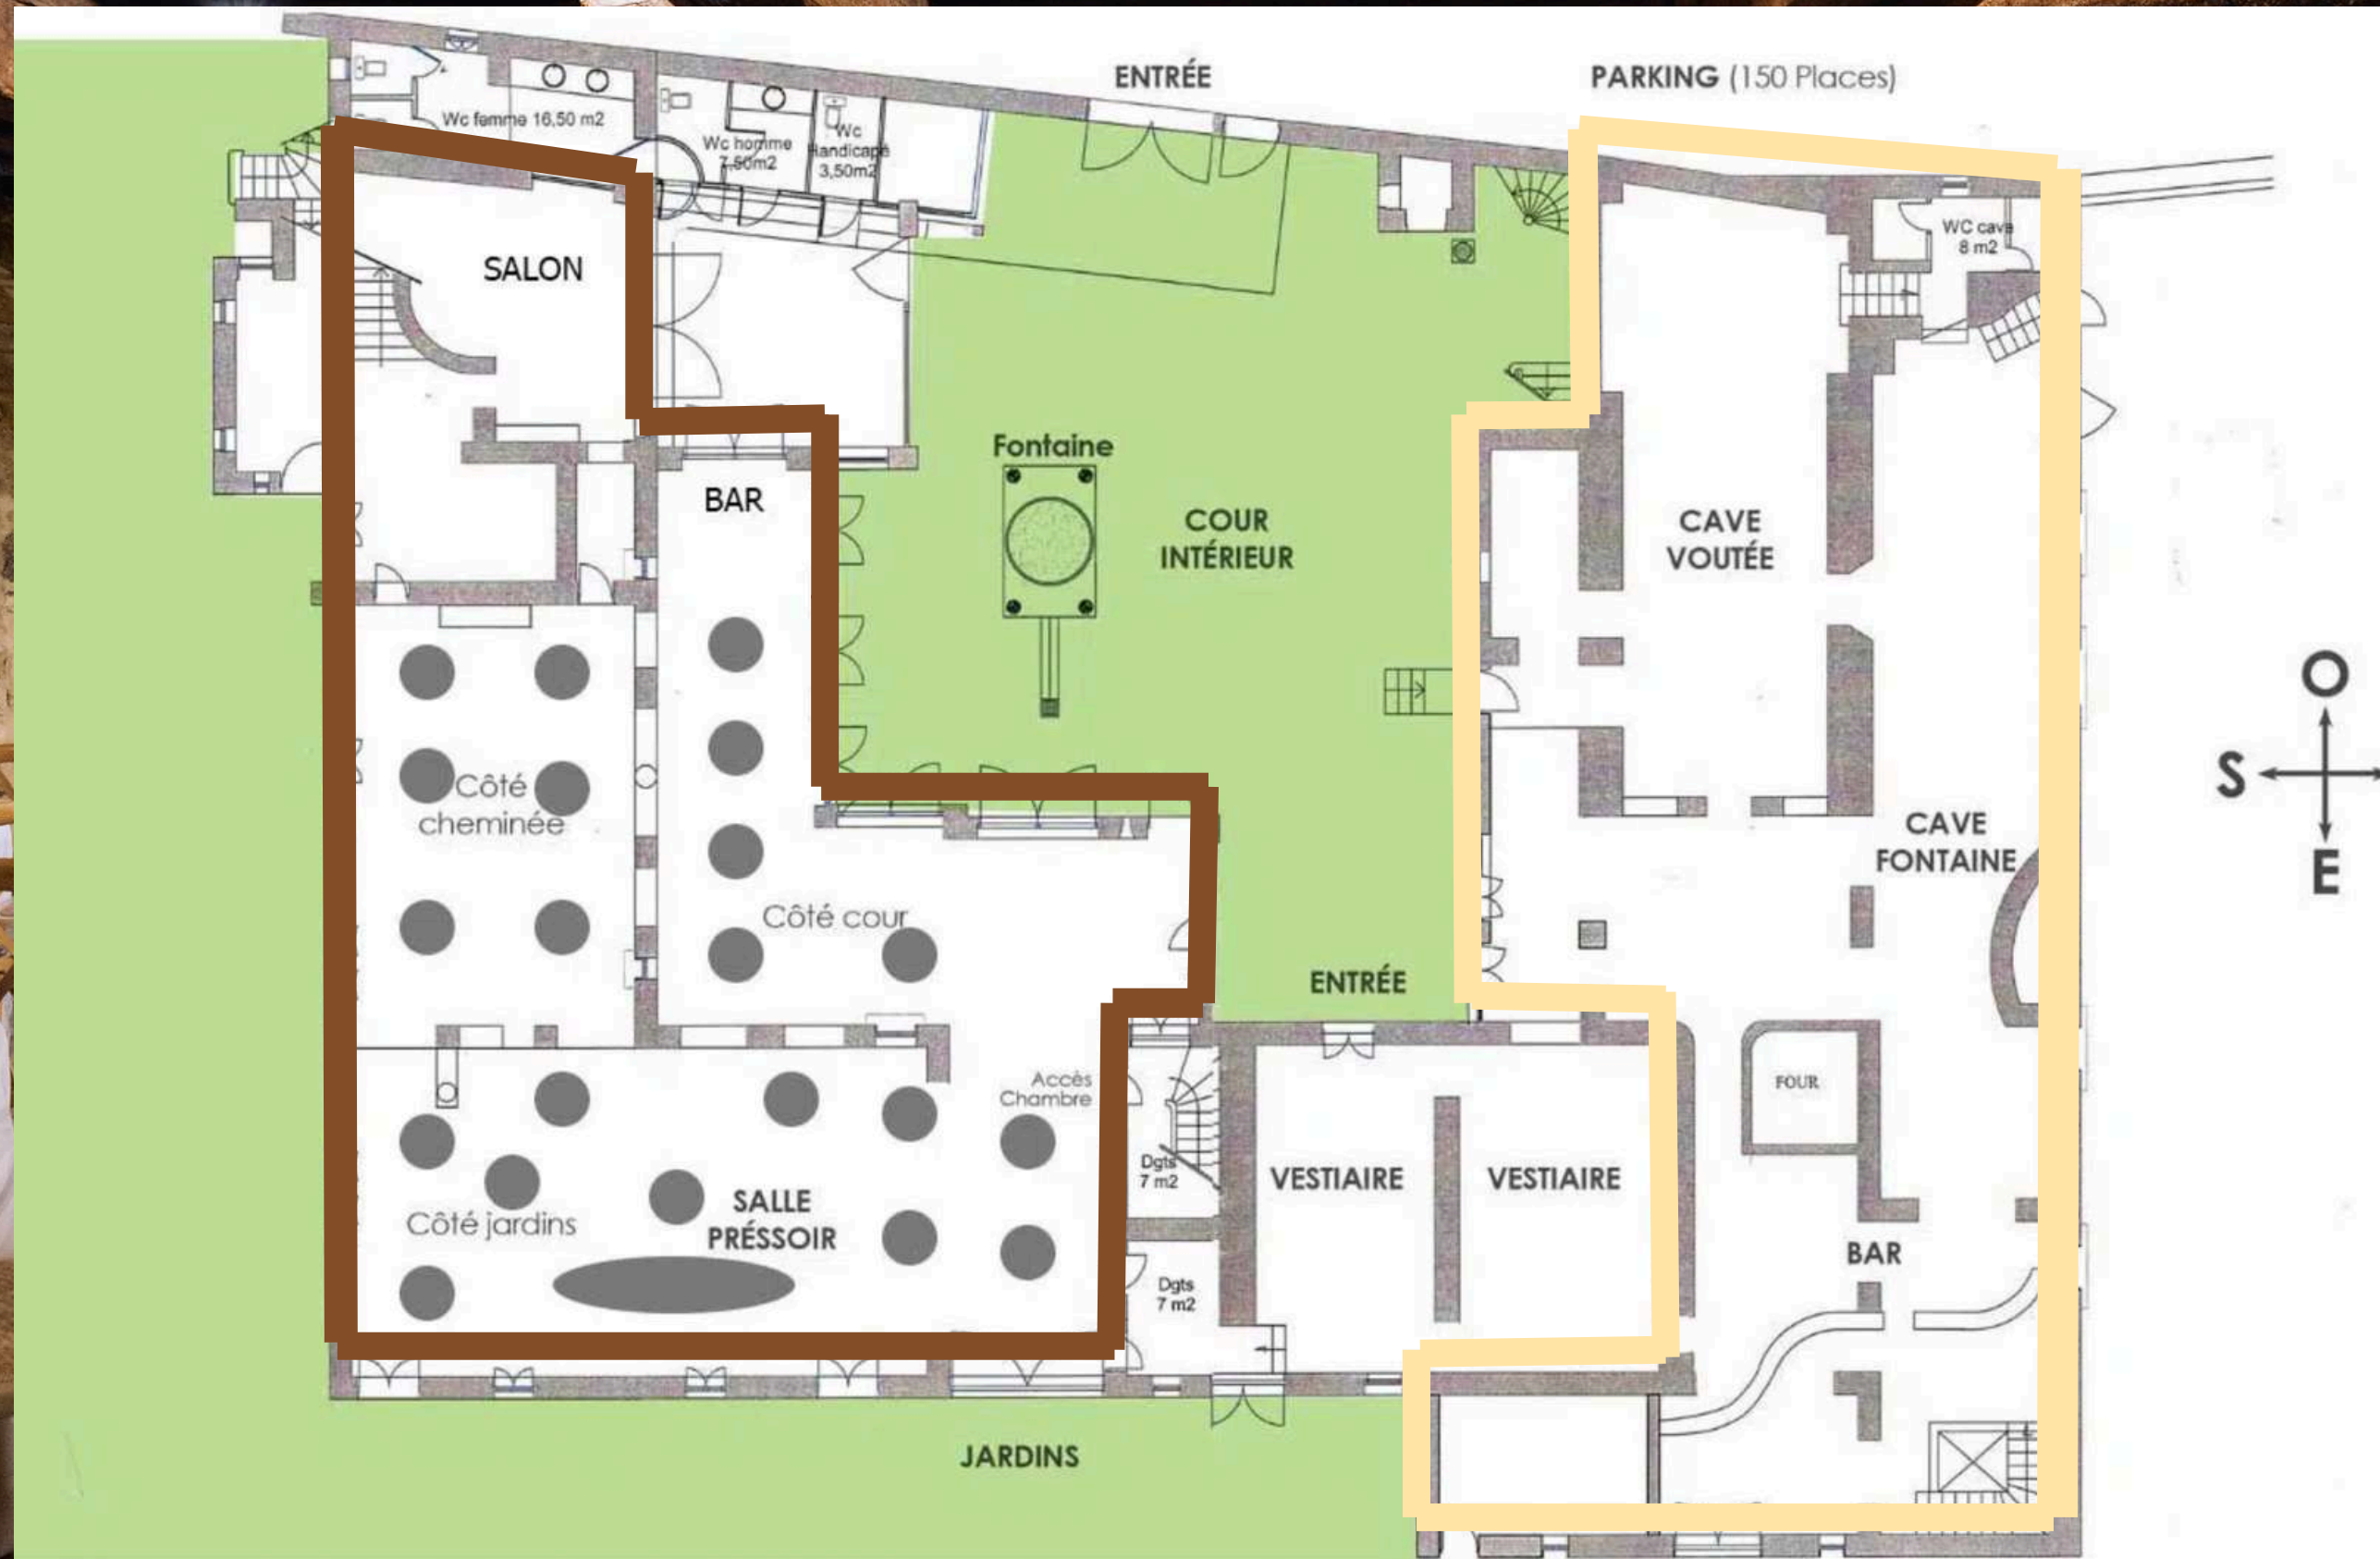 ENTRÉE
PARKING (150 Places)
Wc femme 16,50 m2
Wc homme
7,50m2
Wc
Handicapé
3,50m2
WC cave
8 m2
SALON
Fontaine
BAR
COUR
INTÉRIEUR
CAVE
VOUTÉE
O
S
E
Côté
cheminée
CAVE
FONTAINE
Côté cour
ENTRÉE
Accès
Chambre
FOUR
Dgts
7 m2
VESTIAIRE
VESTIAIRE
Côté jardins
SALLE
PRÉSSOIR
BAR
Dgts
7 m2
JARDINS